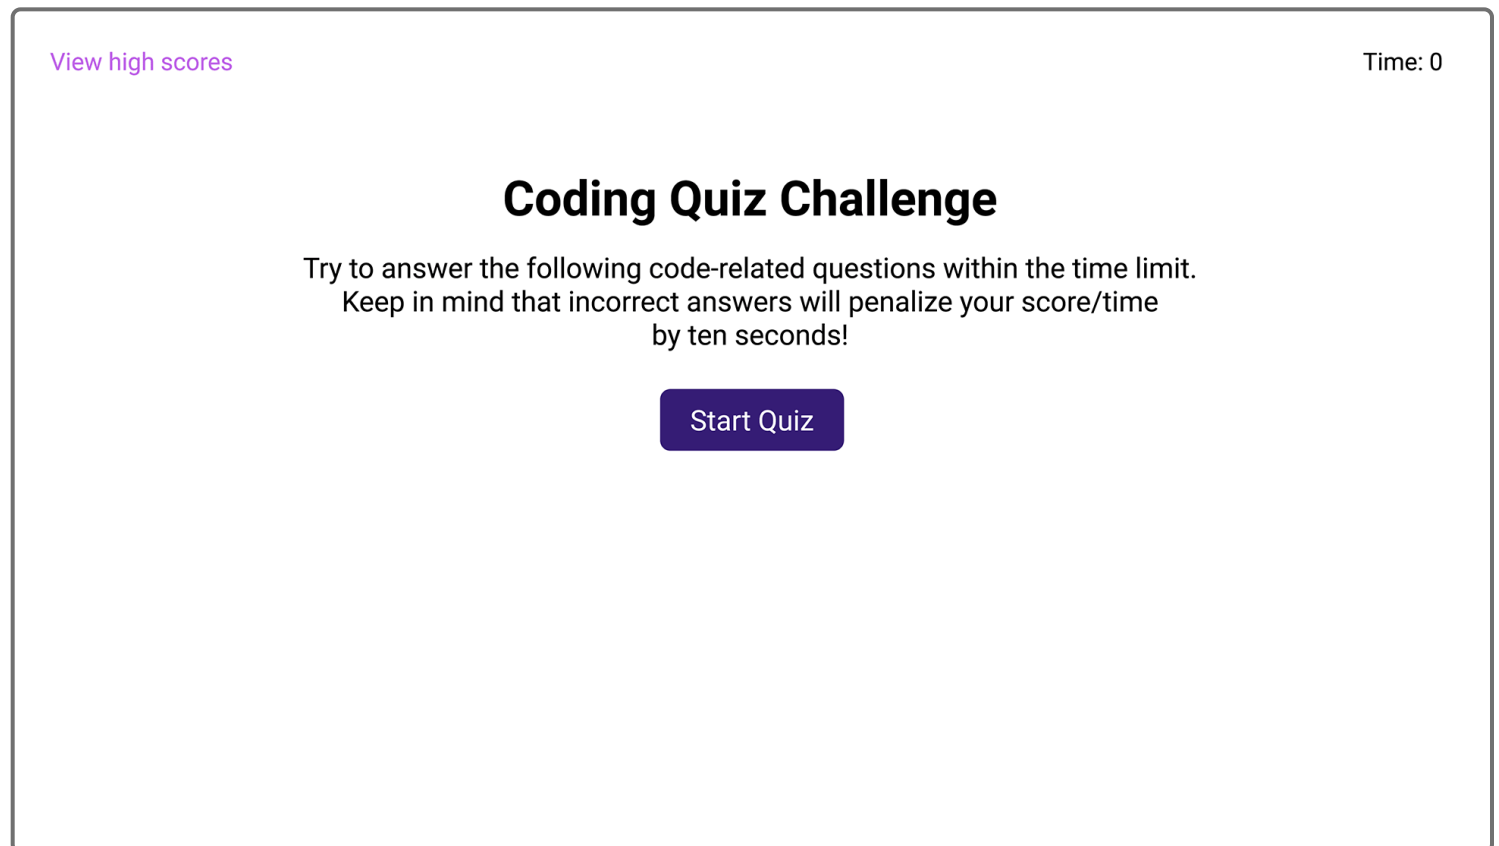 View high scores
Time: 0
Coding Quiz Challenge
Try to answer the following code-related questions within the time limit.
Keep in mind that incorrect answers will penalize your score/time
by ten seconds!
Start Quiz